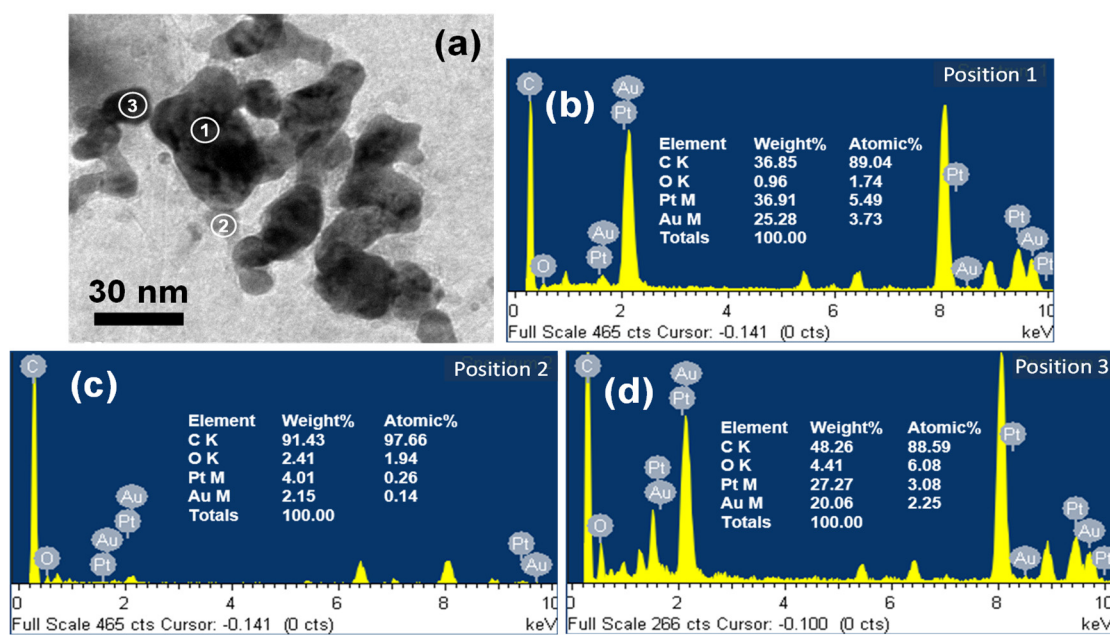 (a)
3
1
2
30 nm
(b)
Position 1
C
O
Au
Pt
Au
Pt
Pt
Au
Pt
Au
Pt
Element Weight% Atomic%
C K 36.85 89.04
O K 0.96 1.74
Pt M 36.91 5.49
Au M 25.28 3.73
Totals 100.00
2 4 6 8 10
Full Scale 465 cts Cursor: -0.141 (0 cts) keV
(c)
Position 2
C
O
Au
Pt
Au
Pt
Pt
Au
Element Weight% Atomic%
C K 91.43 97.66
O K 2.41 1.94
Pt M 4.01 0.26
Au M 2.15 0.14
Totals 100.00
0 2 4 6 8 10
Full Scale 465 cts Cursor: -0.141 (0 cts) keV
(d)
Position 3
C
O
Au
Pt
Pt
Au
Pt
Au
Pt
Au
Pt
Element Weight% Atomic%
C K 48.26 88.59
O K 4.41 6.08
Pt M 27.27 3.08
Au M 20.06 2.25
Totals 100.00
0 2 4 6 8 10
Full Scale 266 cts Cursor: -0.100 (0 cts) keV